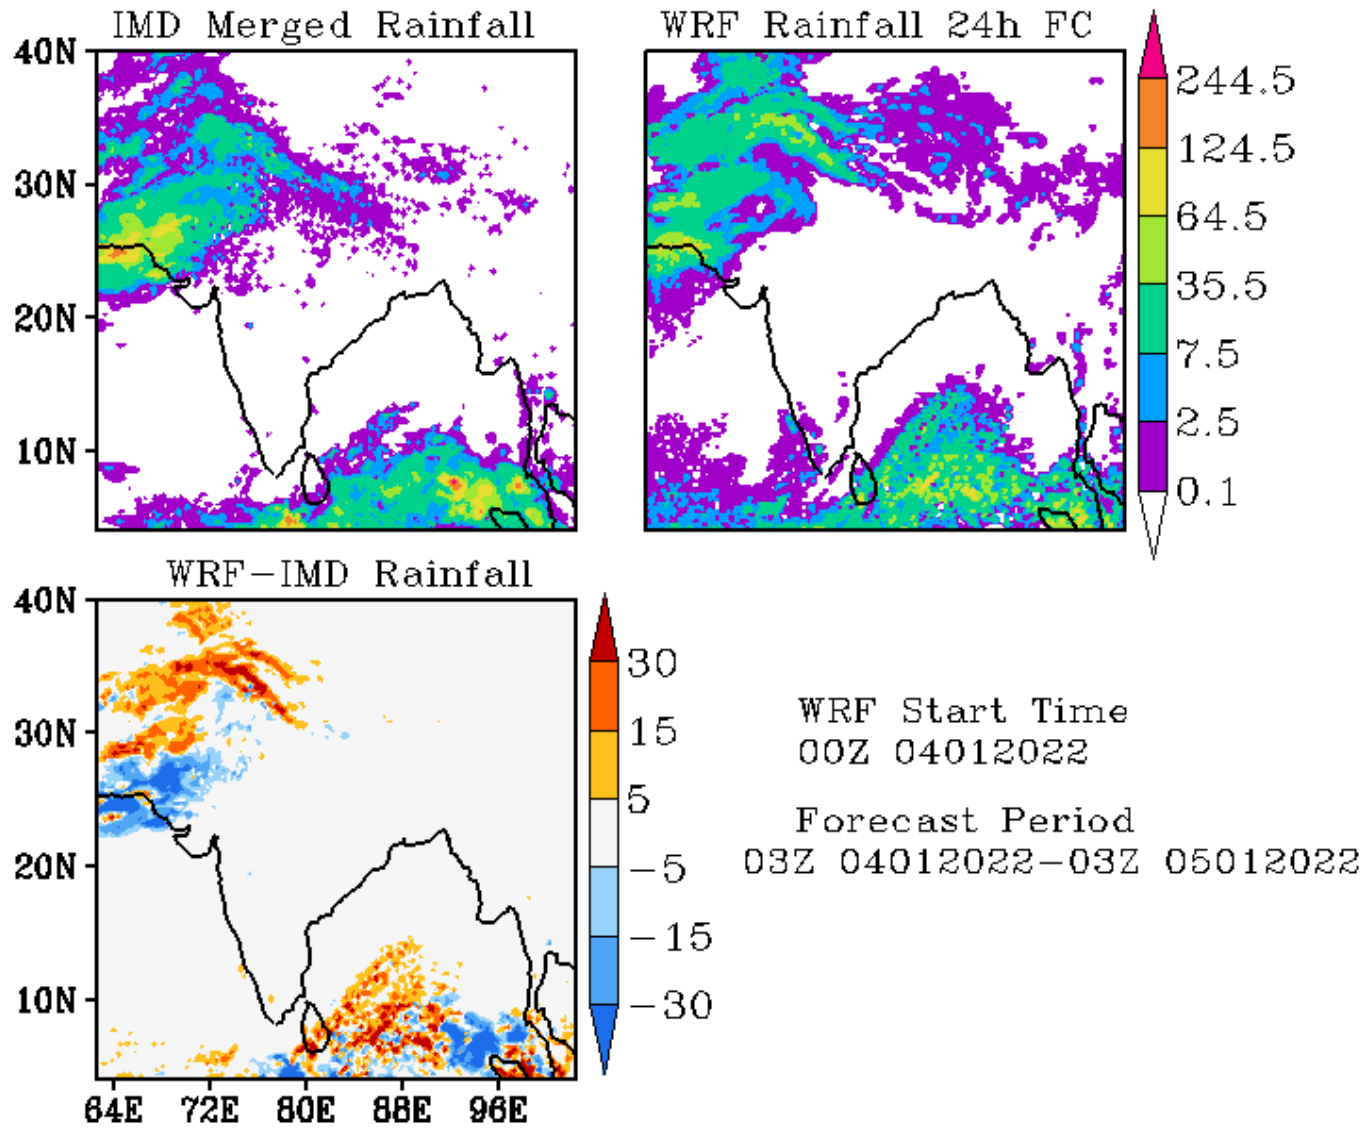 IMD Merged Rainfall
WRF Rainfall 24h FC
40N
30N
20N
10N
244.5
124.5
64.5
35.5
7.5
2.5
0.1
WRF-IMD Rainfall
40N
30N
20N
10N
64E 72E 80E 88E 96E
30
15
5
-5
-15
-30
WRF Start Time
00Z 04012022
Forecast Period
03Z 04012022-03Z 05012022